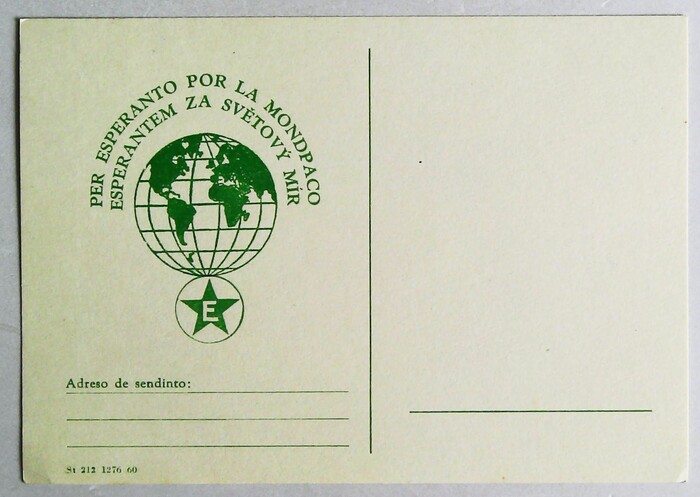 PER ESPERANTO POR LA MONDPACO
ESPERANTEM ZA SVĚTOVÝ MÍR
E
Adreso de sendinto:
St 212 1276 60